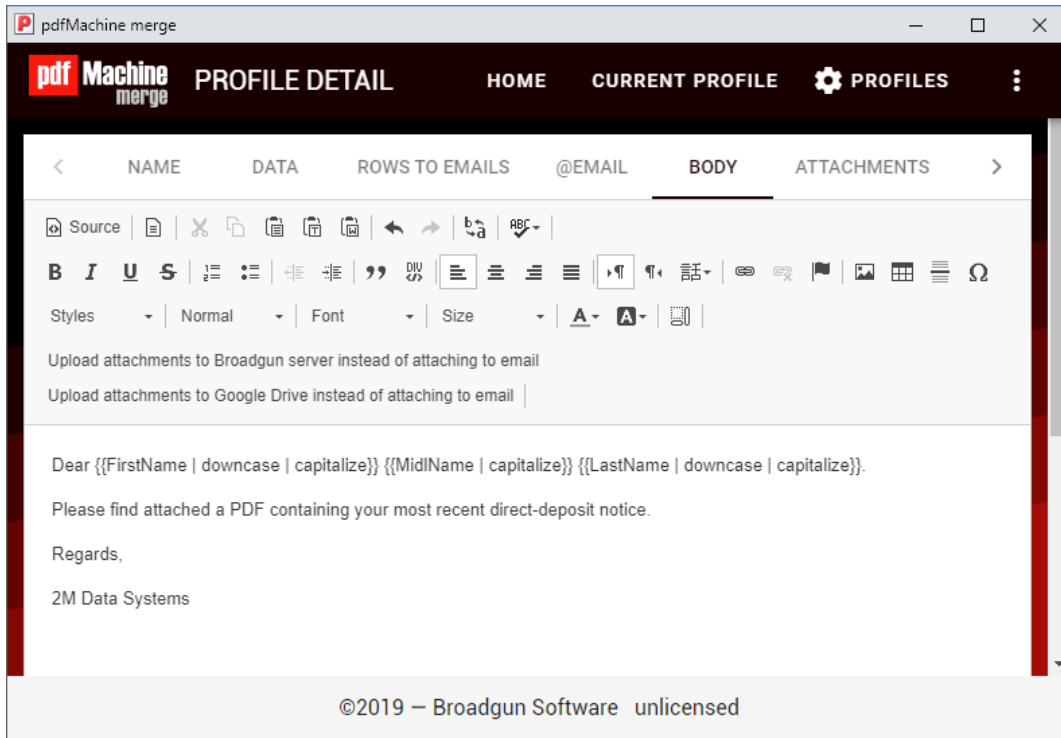 pdfMachine merge
pdf Machine merge PROFILE DETAIL HOME CURRENT PROFILE PROFILES
NAME DATA ROWS TO EMAILS @EMAIL BODY ATTACHMENTS
Source ABC
B I U S DIV 話 Ω
Styles Normal Font Size A A
Upload attachments to Broadgun server instead of attaching to email
Upload attachments to Google Drive instead of attaching to email
Dear {{FirstName | downcase | capitalize}} {{MidlName | capitalize}} {{LastName | downcase | capitalize}}.
Please find attached a PDF containing your most recent direct-deposit notice.
Regards,
2M Data Systems
©2019 — Broadgun Software unlicensed